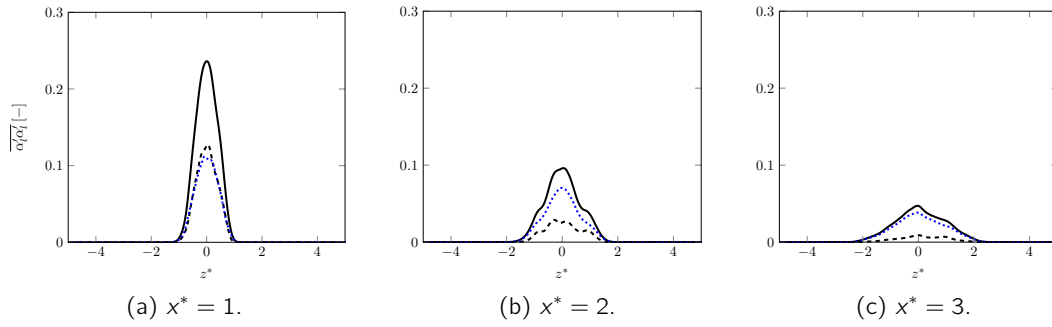 0.3
0.2
0.1
0
−4 −2 0 2 4
z*
α′ₗα′ₗ [−]
(a) x* = 1.
0.3
0.2
0.1
0
−4 −2 0 2 4
z*
(b) x* = 2.
0.3
0.2
0.1
0
−4 −2 0 2 4
z*
(c) x* = 3.